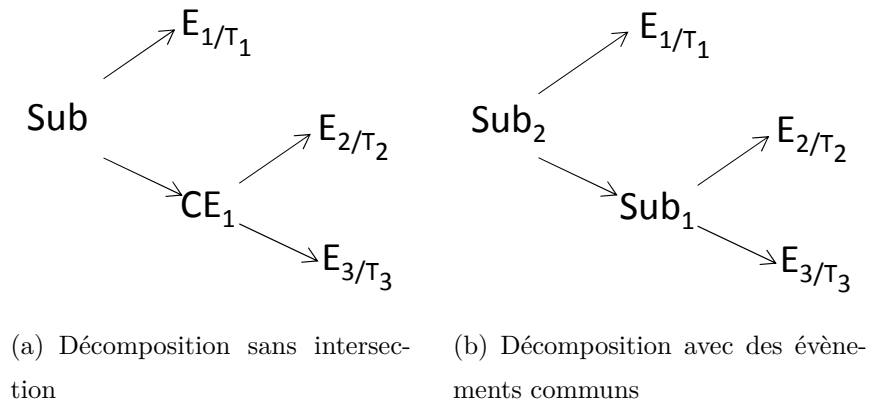 E1/T1
Sub
E2/T2
CE1
E3/T3
(a) Décomposition sans intersec-
tion
E1/T1
Sub2
E2/T2
Sub1
E3/T3
(b) Décomposition avec des évène-
ments communs